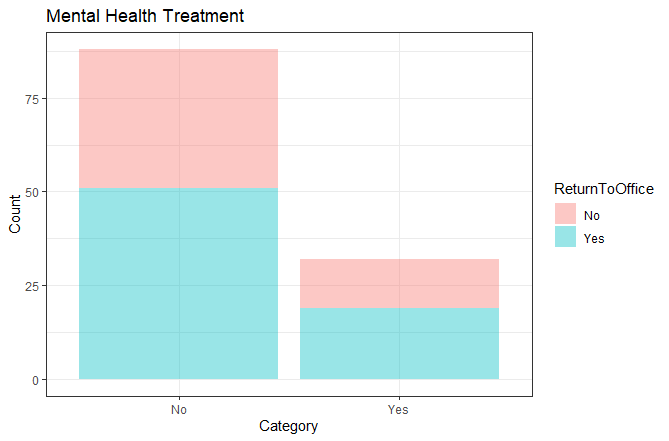 Mental Health Treatment
Count
75
50
25
0
No
Yes
Category
ReturnToOffice
No
Yes